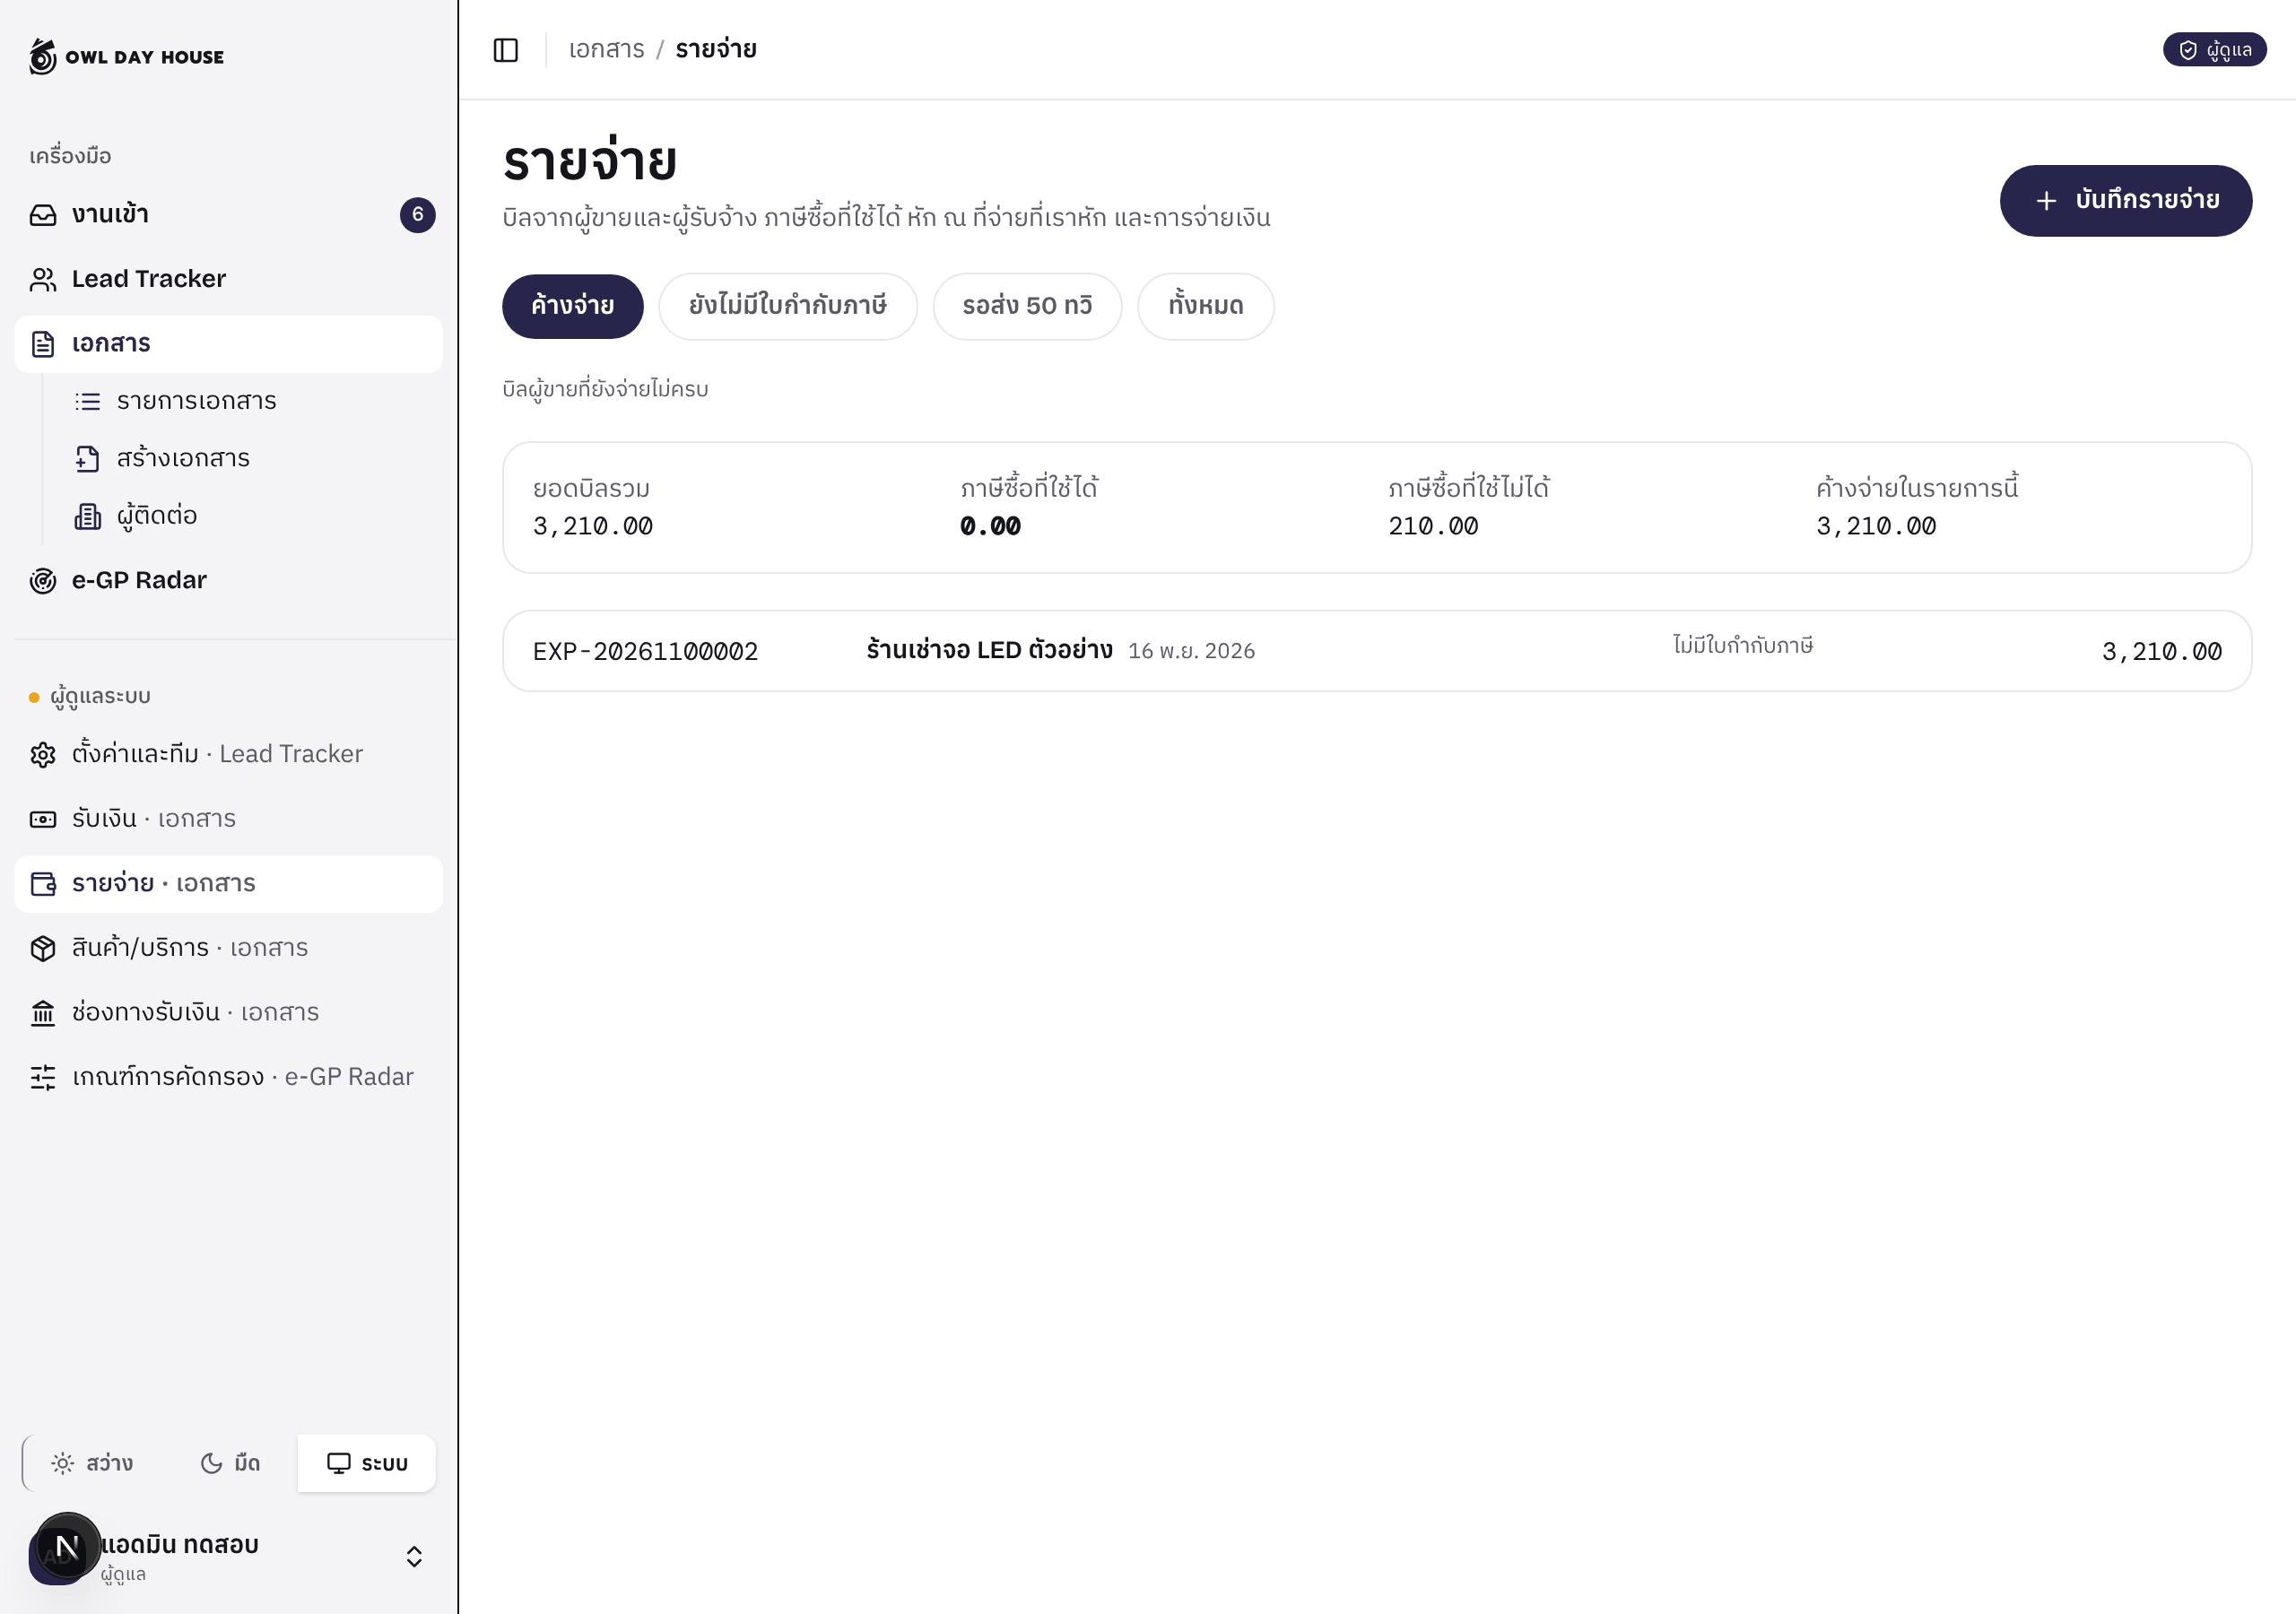 OWL DAY HOUSE
เอกสาร / รายจ่าย
ผู้ดูแล
เครื่องมือ
งานเข้า 6
Lead Tracker
เอกสาร
รายการเอกสาร
สร้างเอกสาร
ผู้ติดต่อ
e-GP Radar
ผู้ดูแลระบบ
ตั้งค่าและทีม · Lead Tracker
รับเงิน · เอกสาร
รายจ่าย · เอกสาร
สินค้า/บริการ · เอกสาร
ช่องทางรับเงิน · เอกสาร
เกณฑ์การคัดกรอง · e-GP Radar
สว่าง มืด ระบบ
N แอดมิน ทดสอบ
ผู้ดูแล
รายจ่าย
บิลจากผู้ขายและผู้รับจ้าง ภาษีซื้อที่ใช้ได้ หัก ณ ที่จ่ายที่เราหัก และการจ่ายเงิน
+ บันทึกรายจ่าย
ค้างจ่าย ยังไม่มีใบกำกับภาษี รอส่ง 50 ทวิ ทั้งหมด
บิลผู้ขายที่ยังจ่ายไม่ครบ
ยอดบิลรวม ภาษีซื้อที่ใช้ได้ ภาษีซื้อที่ใช้ไม่ได้ ค้างจ่ายในรายการนี้
3,210.00 0.00 210.00 3,210.00
EXP-20261100002 ร้านเช่าจอ LED ตัวอย่าง 16 พ.ย. 2026 ไม่มีใบกำกับภาษี 3,210.00